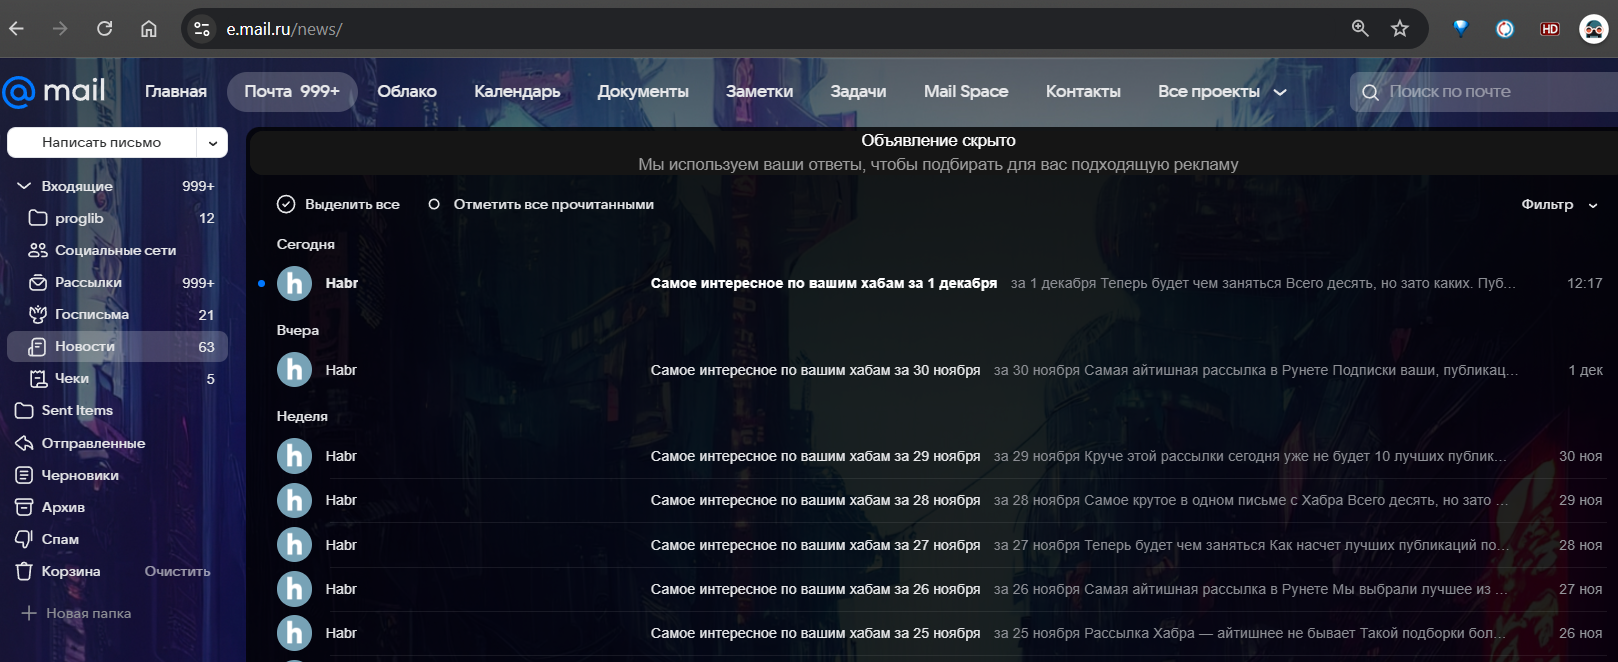 e.mail.ru/news/
HD
mail
Главная
Почта 999+
Облако
Календарь
Документы
Заметки
Задачи
Mail Space
Контакты
Все проекты
Поиск по почте
Написать письмо
Входящие 999+
proglib 12
Социальные сети
Рассылки 999+
Госписьма 21
Новости 63
Чеки 5
Sent Items
Отправленные
Черновики
Архив
Спам
Корзина Очистить
Новая папка
Объявление скрыто
Мы используем ваши ответы, чтобы подбирать для вас подходящую рекламу
Выделить все Отметить все прочитанными Фильтр
Сегодня
h Habr Самое интересное по вашим хабам за 1 декабря за 1 декабря Теперь будет чем заняться Всего десять, но зато каких. Пуб... 12:17
Вчера
h Habr Самое интересное по вашим хабам за 30 ноября за 30 ноября Самая айтишная рассылка в Рунете Подписки ваши, публикац... 1 дек
Неделя
h Habr Самое интересное по вашим хабам за 29 ноября за 29 ноября Круче этой рассылки сегодня уже не будет 10 лучших публик... 30 ноя
h Habr Самое интересное по вашим хабам за 28 ноября за 28 ноября Самое крутое в одном письме с Хабра Всего десять, но зато ... 29 ноя
h Habr Самое интересное по вашим хабам за 27 ноября за 27 ноября Теперь будет чем заняться Как насчет лучших публикаций по... 28 ноя
h Habr Самое интересное по вашим хабам за 26 ноября за 26 ноября Самая айтишная рассылка в Рунете Мы выбрали лучшее из ... 27 ноя
h Habr Самое интересное по вашим хабам за 25 ноября за 25 ноября Рассылка Хабра — айтишнее не бывает Такой подборки бол... 26 ноя